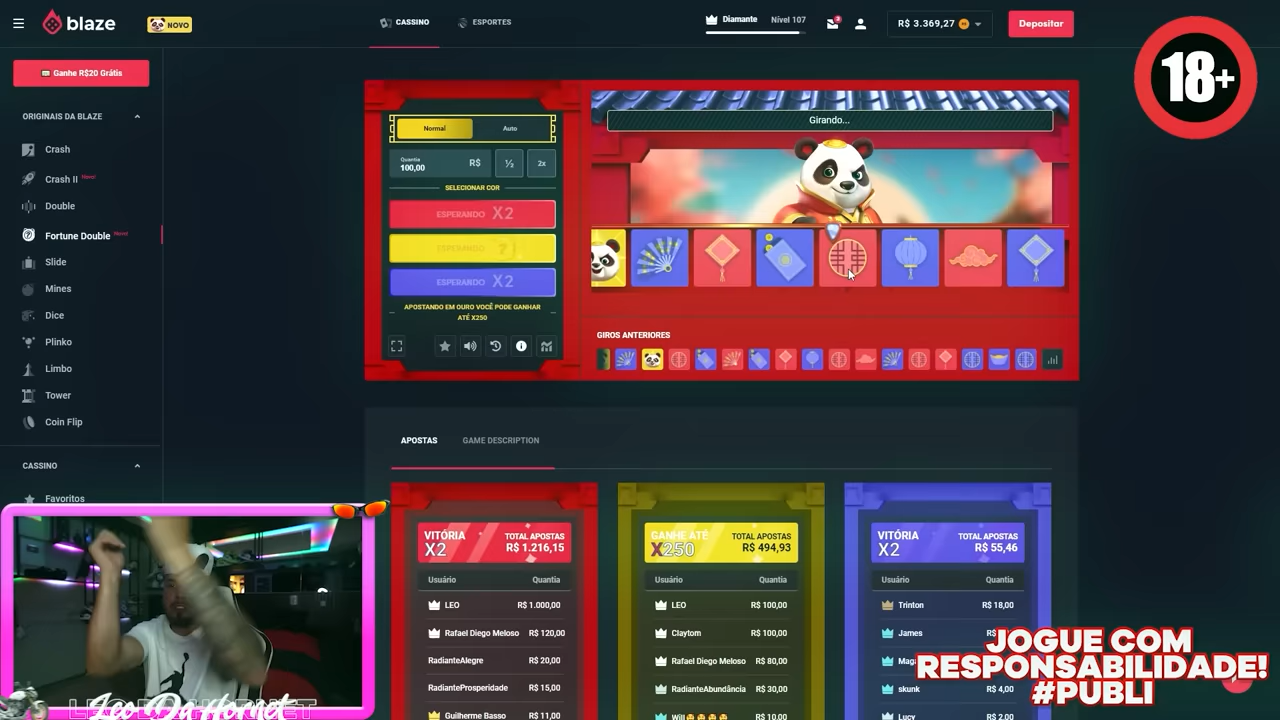 blaze
NOVO
CASSINO
ESPORTES
Diamante
Nível 107
R$ 3.369,27
Depositar
18+
Ganhe R$20 Grátis
ORIGINAIS DA BLAZE
Crash
Crash II Novo!
Double
Fortune Double Novo!
Slide
Mines
Dice
Plinko
Limbo
Tower
Coin Flip
CASSINO
Favoritos
Normal
Auto
Quantia
100,00
R$
½
2x
SELECIONAR COR
ESPERANDO X2
ESPERANDO
ESPERANDO X2
APOSTANDO EM OURO VOCÊ PODE GANHAR
ATÉ X250
Girando...
GIROS ANTERIORES
APOSTAS
GAME DESCRIPTION
VITÓRIA
X2
TOTAL APOSTAS
R$ 1.216,15
Usuário
Quantia
LEO
R$ 1.000,00
Rafael Diego Meloso
R$ 120,00
RadianteAlegre
R$ 20,00
RadianteProsperidade
R$ 15,00
Guilherme Basso
R$ 11,00
GANHE ATÉ
X250
TOTAL APOSTAS
R$ 494,93
Usuário
Quantia
LEO
R$ 100,00
Claytom
R$ 100,00
Rafael Diego Meloso
R$ 80,00
RadianteAbundância
R$ 30,00
Will
R$ 10,00
VITÓRIA
X2
TOTAL APOSTAS
R$ 55,46
Usuário
Quantia
Trinton
R$ 18,00
James
skunk
R$ 4,00
Lucy
R$ 2,00
JOGUE COM
RESPONSABILIDADE!
#PUBLI
Leo Da Hornet